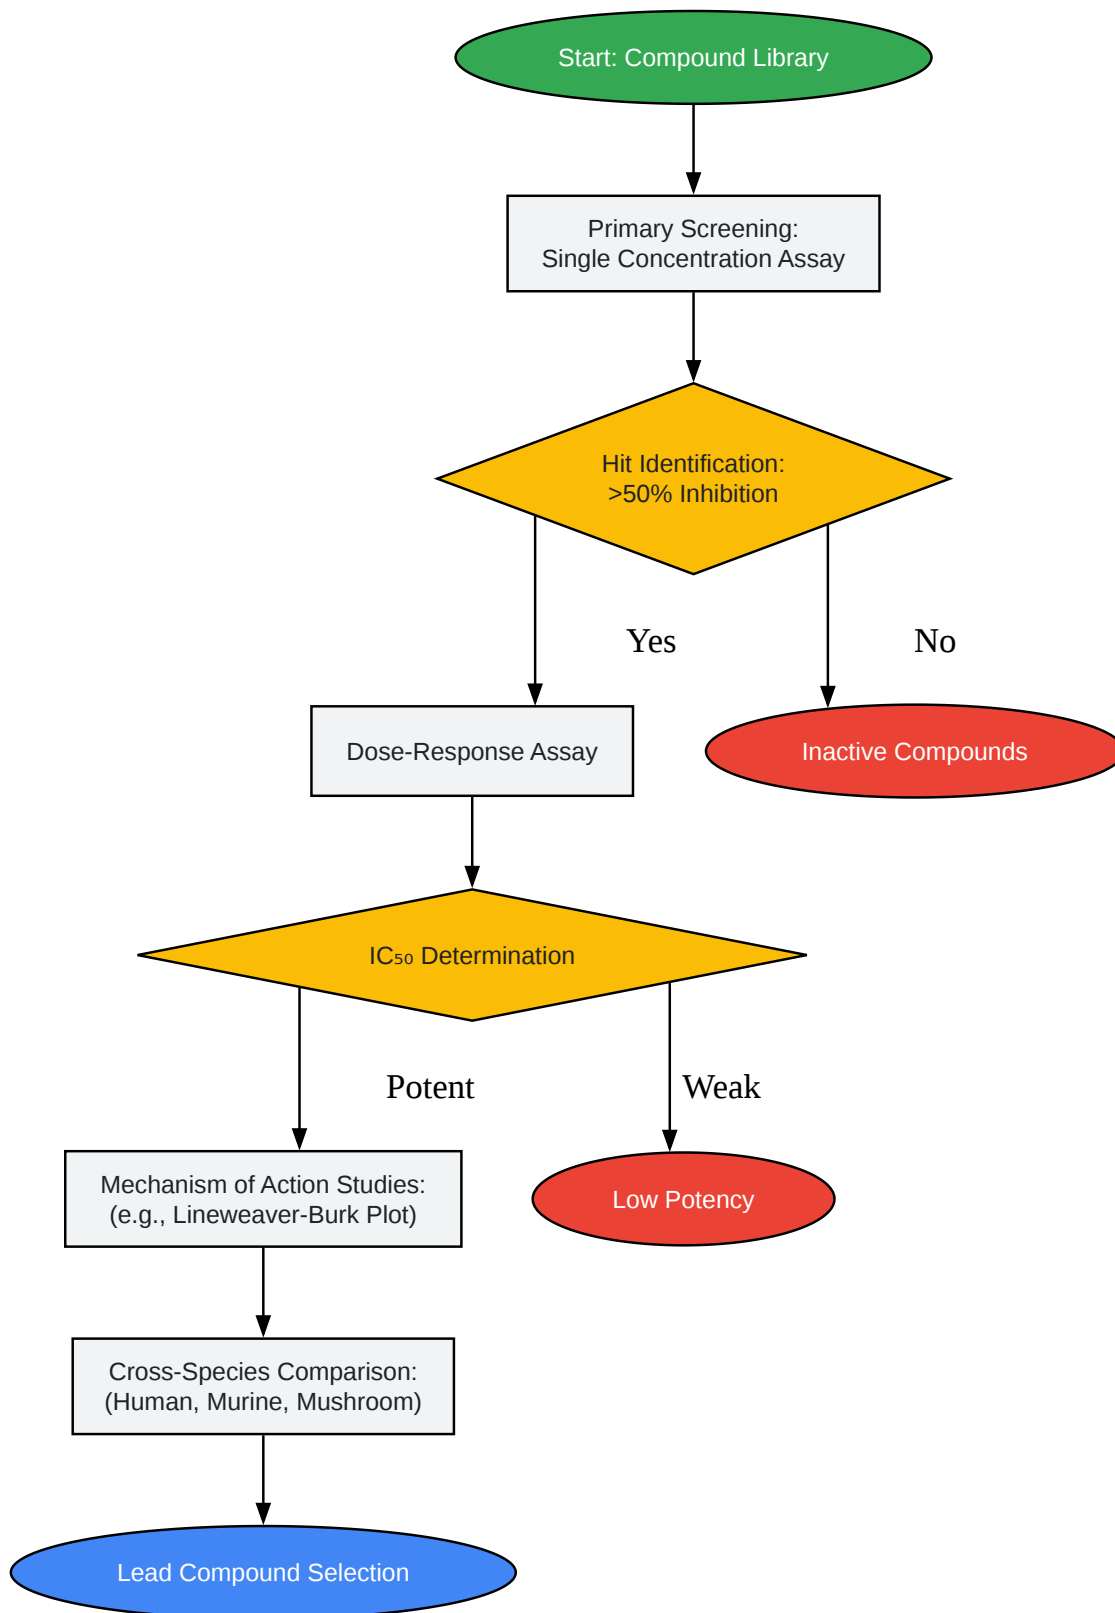 Start: Compound Library
Primary Screening:
Single Concentration Assay
Hit Identification:
>50% Inhibition
Yes
No
Dose-Response Assay
Inactive Compounds
IC₅₀ Determination
Potent
Weak
Mechanism of Action Studies:
(e.g., Lineweaver-Burk Plot)
Low Potency
Cross-Species Comparison:
(Human, Murine, Mushroom)
Lead Compound Selection